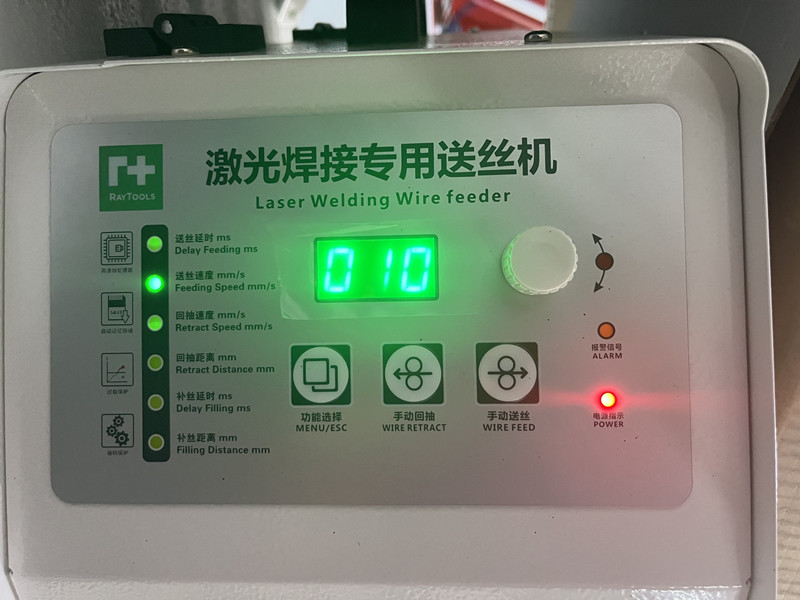 RAYTOOLS
激光焊接专用送丝机
Laser Welding Wire feeder
送丝延时 ms
Delay Feeding ms
送丝速度 mm/s
Feeding Speed mm/s
回抽速度 mm/s
Retract Speed mm/s
回抽距离 mm
Retract Distance mm
补丝延时 ms
Delay Filling ms
补丝距离 mm
Filling Distance mm
010
功能选择
MENU/ESC
手动回抽
WIRE RETRACT
手动送丝
WIRE FEED
报警信号
ALARM
电源指示
POWER